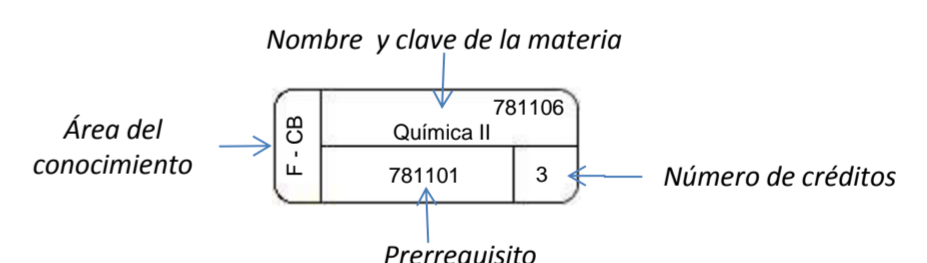 Nombre y clave de la materia
Área del
conocimiento
F - CB
781106
Química II
781101
3
Número de créditos
Prerrequisito